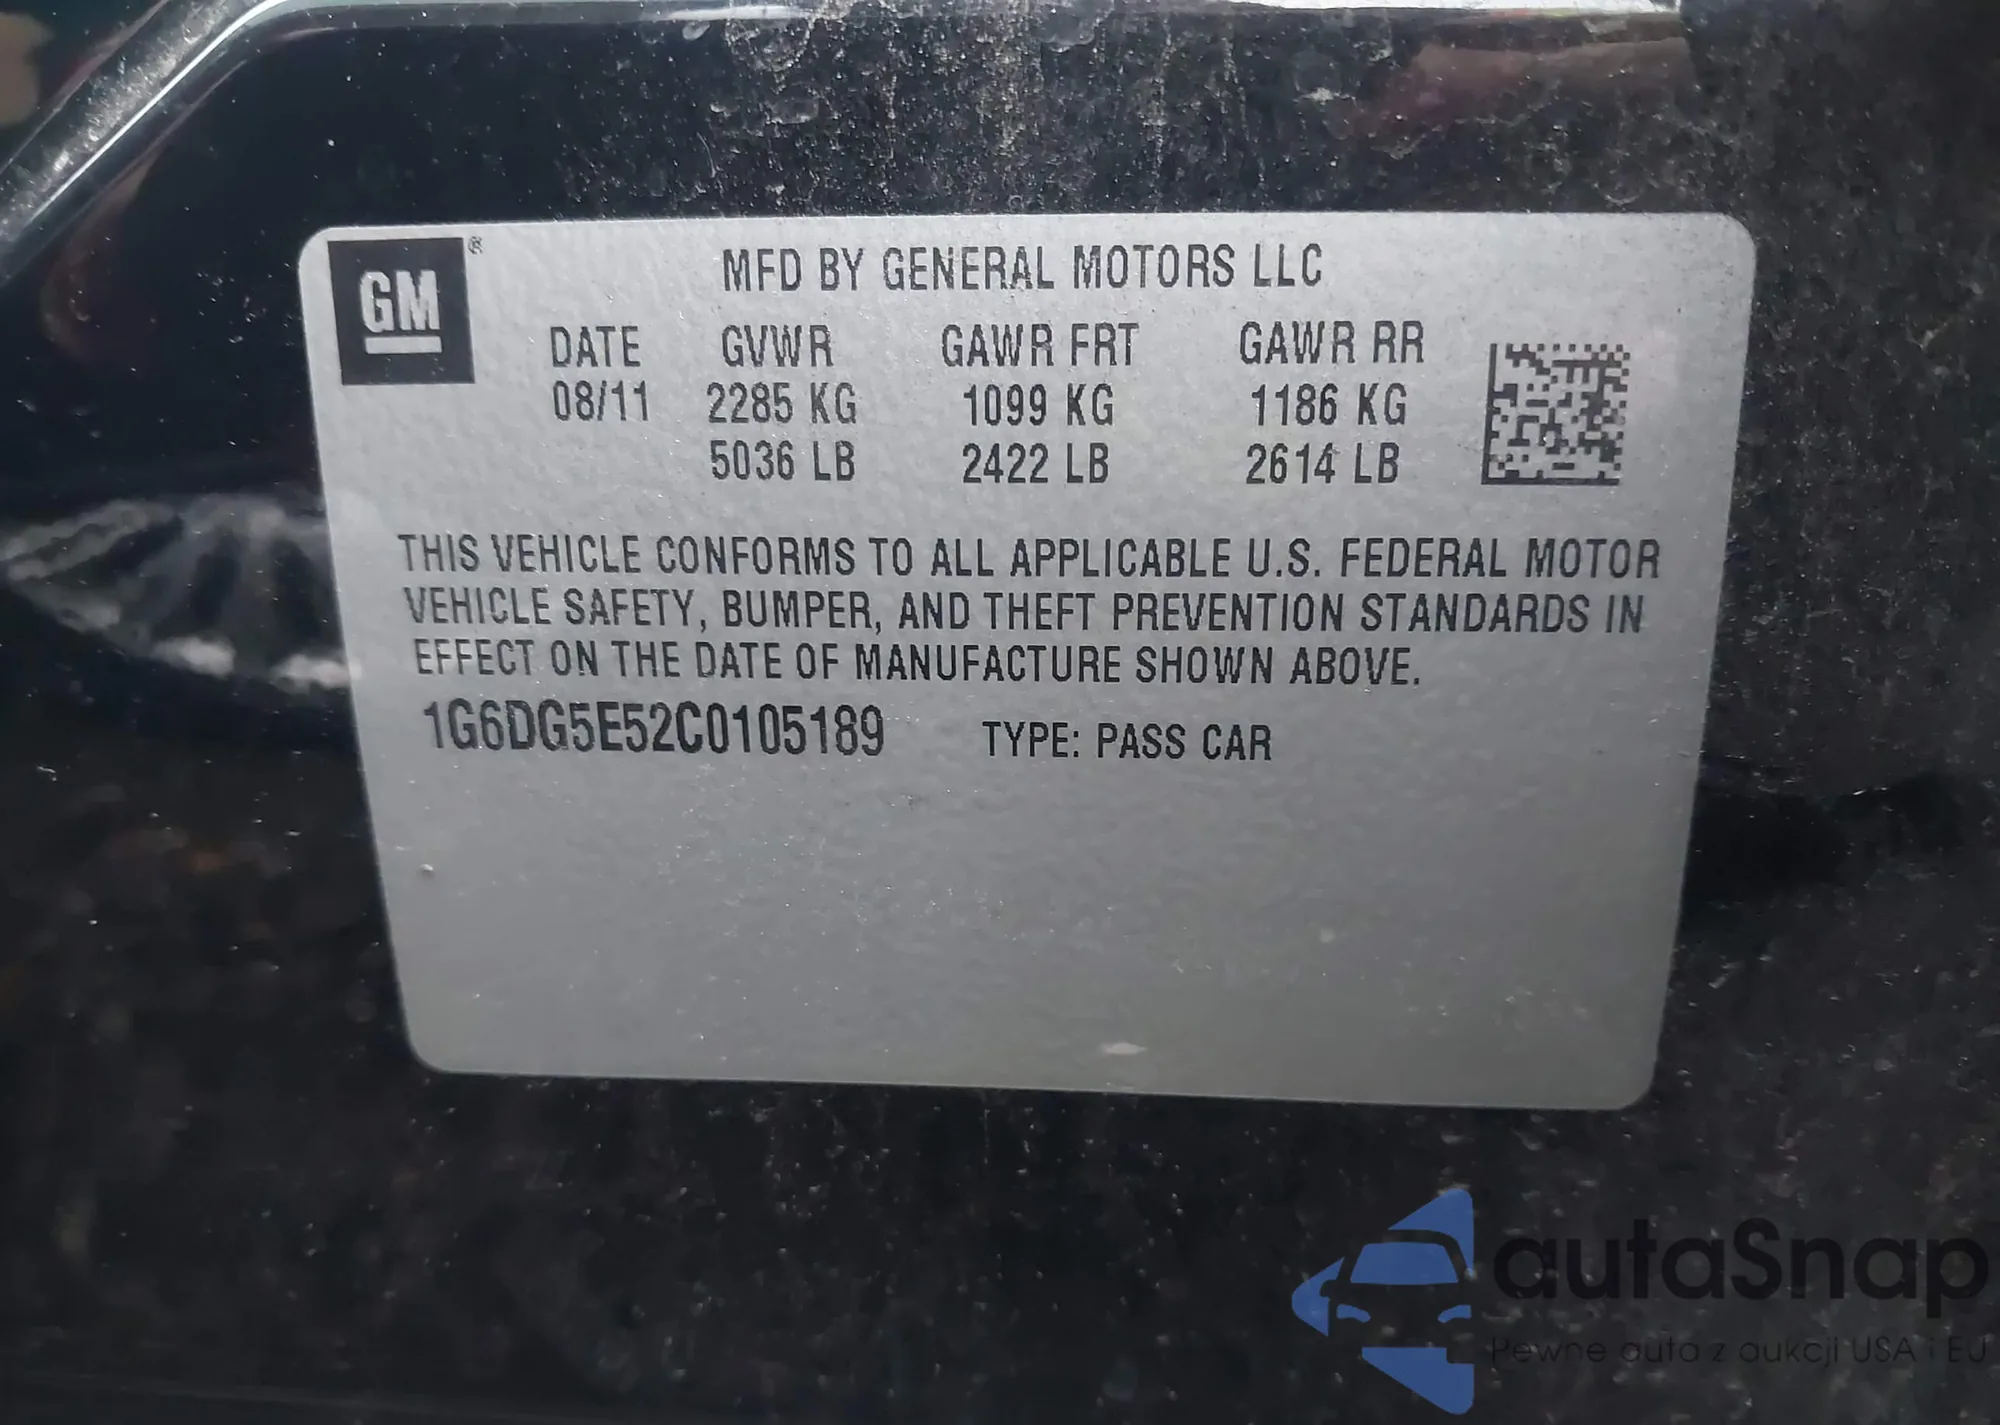 GM ®
MFD BY GENERAL MOTORS LLC
DATE GVWR GAWR FRT GAWR RR
08/11 2285 KG 1099 KG 1186 KG
5036 LB 2422 LB 2614 LB
THIS VEHICLE CONFORMS TO ALL APPLICABLE U.S. FEDERAL MOTOR
VEHICLE SAFETY, BUMPER, AND THEFT PREVENTION STANDARDS IN
EFFECT ON THE DATE OF MANUFACTURE SHOWN ABOVE.
1G6DG5E52C0105189 TYPE: PASS CAR
autaSnap
Pewne auta z aukcji USA i EU